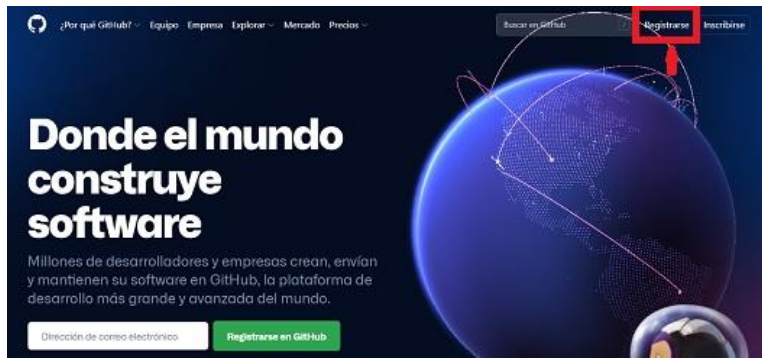 ¿Por qué GitHub? Equipo Empresa Explorar Mercado Precios Buscar en GitHub / Registrarse Inscribirse
Donde el mundo
construye
software
Millones de desarrolladores y empresas crean, envían
y mantienen su software en GitHub, la plataforma de
desarrollo más grande y avanzada del mundo.
Dirección de correo electrónico Registrarse en GitHub